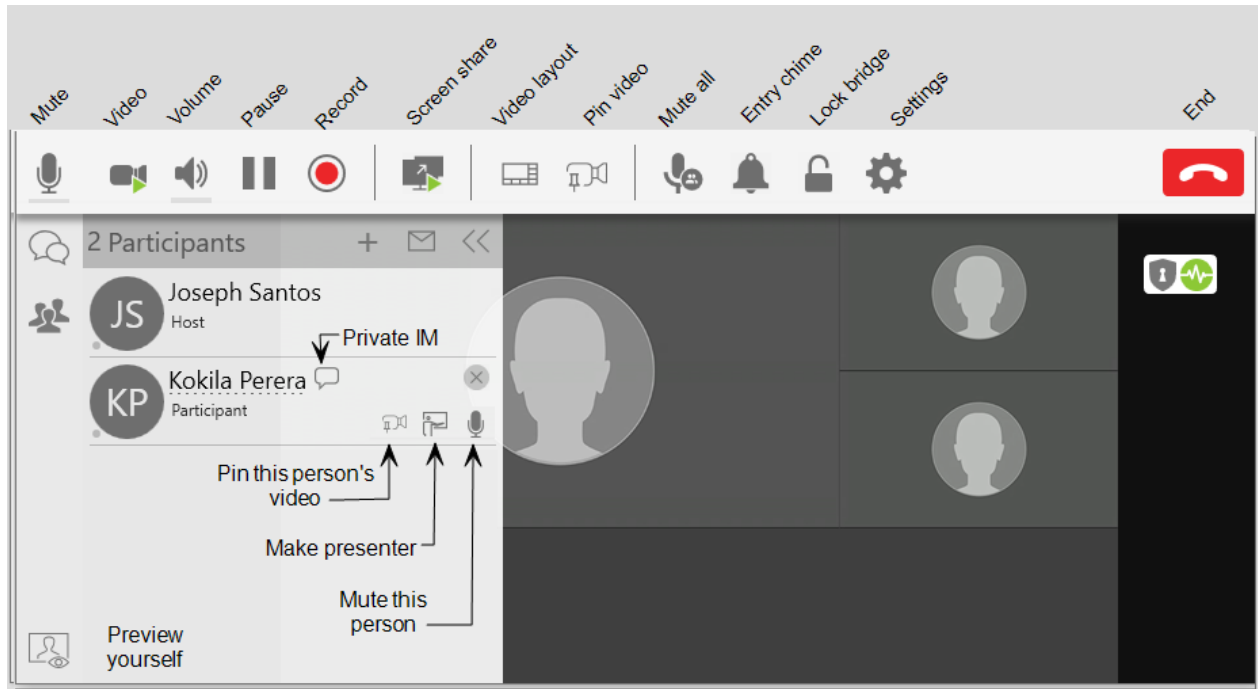 Mute
Video
Volume
Pause
Record
Screen share
Video layout
Pin video
Mute all
Entry chime
Lock bridge
Settings
End
2 Participants
JS
Joseph Santos
Host
Private IM
KP
Kokila Perera
Participant
Pin this person's
video
Make presenter
Mute this
person
Preview
yourself